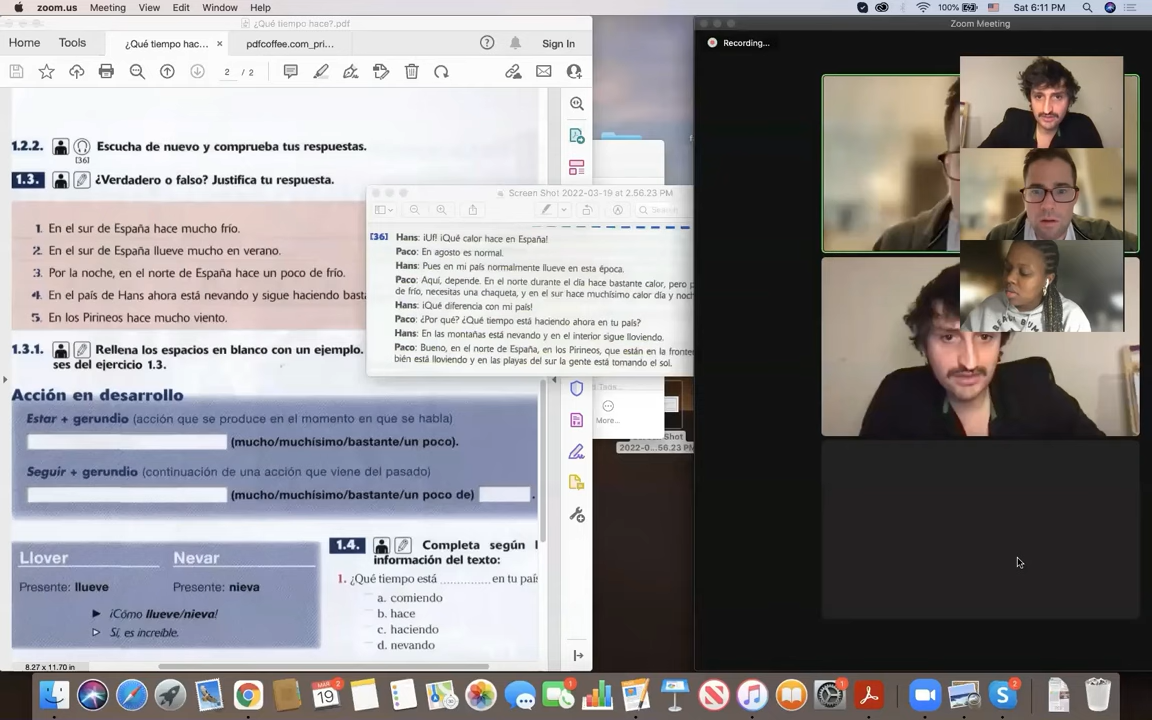 zoom.us Meeting View Edit Window Help
100% Sat 6:11 PM
¿Qué tiempo hace?.pdf
Home Tools ¿Qué tiempo hac... × pdfcoffee.com_pri... Sign In
2 / 2
1.2.2. Escucha de nuevo y comprueba tus respuestas.
[36]
1.3. ¿Verdadero o falso? Justifica tu respuesta.
1. En el sur de España hace mucho frío.
2. En el sur de España llueve mucho en verano.
3. Por la noche, en el norte de España hace un poco de frío.
4. En el país de Hans ahora está nevando y sigue haciendo basta
5. En los Pirineos hace mucho viento.
1.3.1. Rellena los espacios en blanco con un ejemplo.
ses del ejercicio 1.3.
Acción en desarrollo
Estar + gerundio (acción que se produce en el momento en que se habla)
(mucho/muchísimo/bastante/un poco).
Seguir + gerundio (continuación de una acción que viene del pasado)
(mucho/muchísimo/bastante/un poco de) .
Llover Nevar
Presente: llueve Presente: nieva
¡Cómo llueve/nieva!
Sí, es increíble.
1.4. Completa según l
información del texto:
1. ¿Qué tiempo está ............ en tu país
a. comiendo
b. hace
c. haciendo
d. nevando
8.27 x 11.70 in
Screen Shot 2022-03-19 at 2.56.23 PM
Search
[36] Hans: ¡Uf! ¡Qué calor hace en España!
Paco: En agosto es normal.
Hans: Pues en mi país normalmente llueve en esta época.
Paco: Aquí, depende. En el norte durante el día hace bastante calor, pero p
de frío, necesitas una chaqueta, y en el sur hace muchísimo calor día y noch
Hans: ¡Qué diferencia con mi país!
Paco: ¿Por qué? ¿Qué tiempo está haciendo ahora en tu país?
Hans: En las montañas está nevando y en el interior sigue lloviendo.
Paco: Bueno, en el norte de España, en los Pirineos, que están en la fronte
bién está lloviendo y en las playas del sur la gente está tomando el sol.
More...
2022-0...56.23 PM
Zoom Meeting
Recording...
MAR 2
19
1
1
2